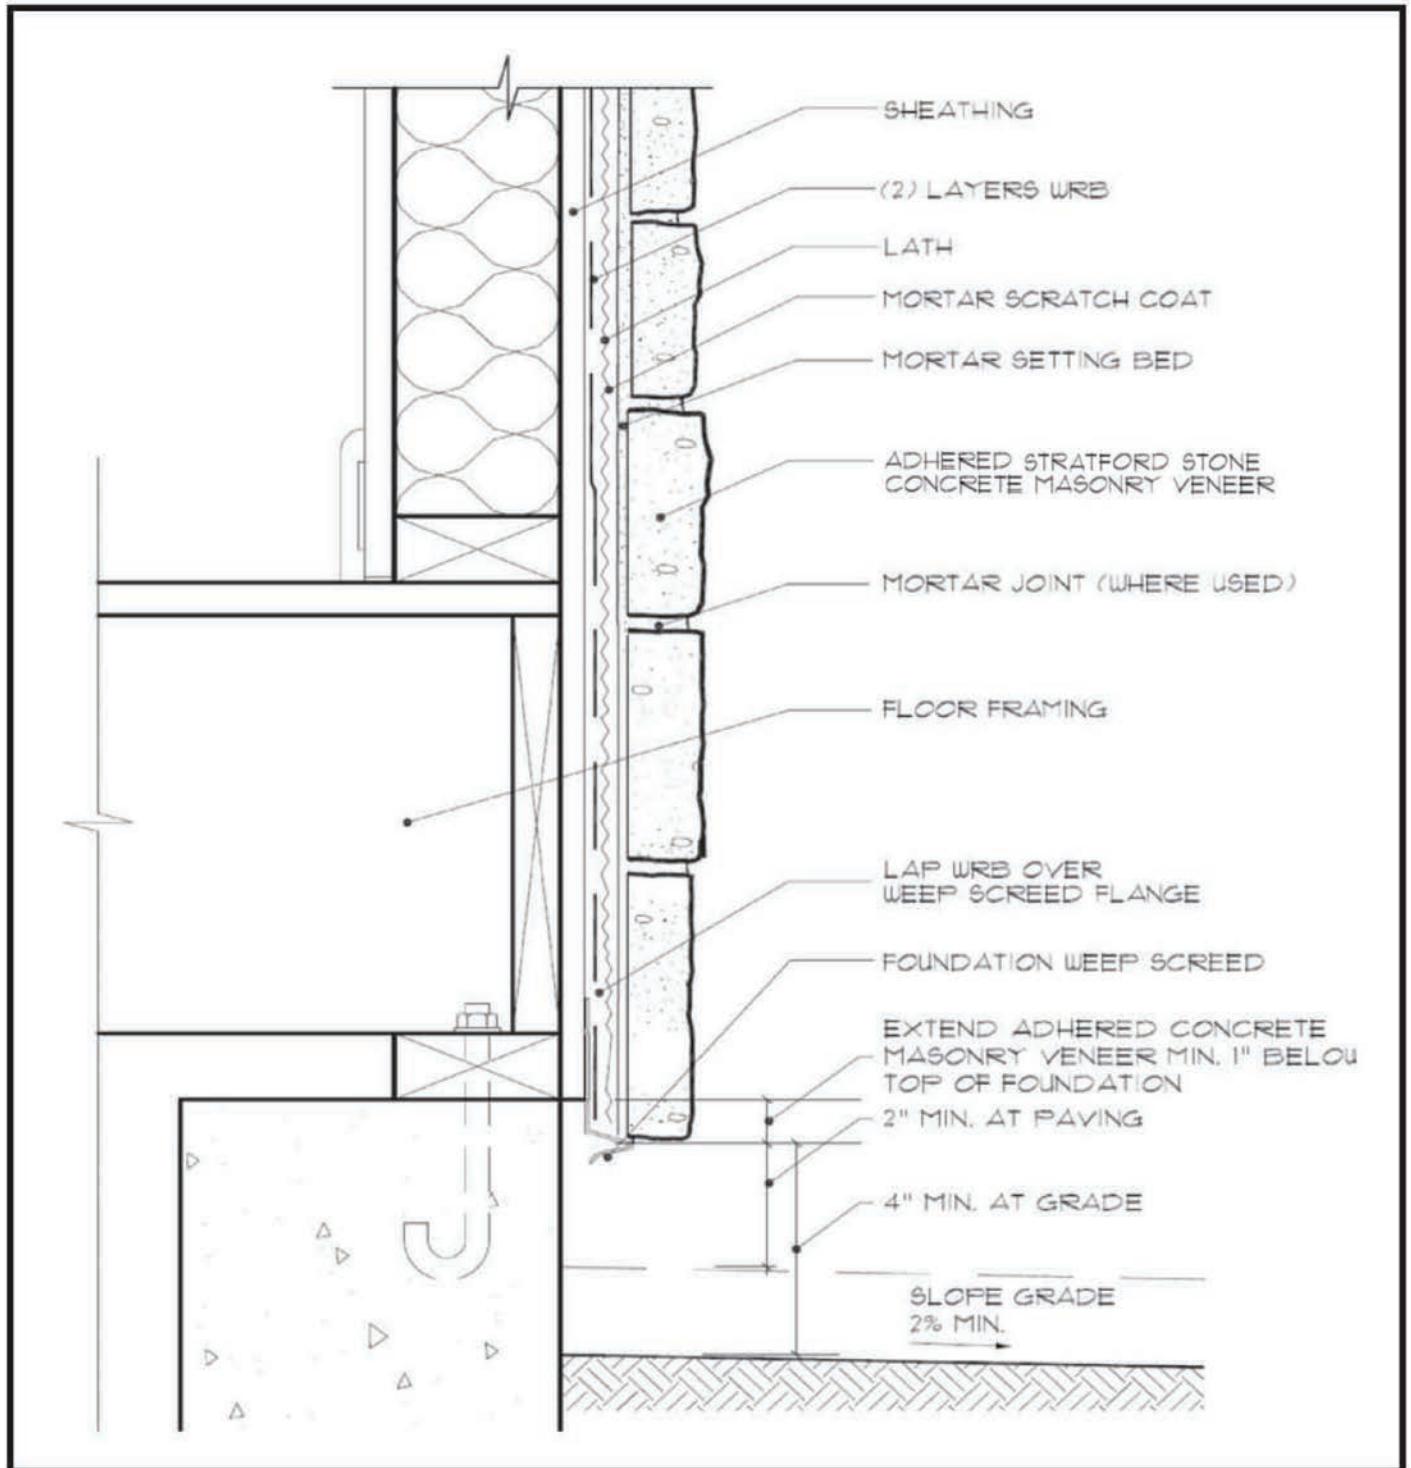 SHEATHING
(2) LAYERS WRB
LATH
MORTAR SCRATCH COAT
MORTAR SETTING BED
ADHERED STRATFORD STONE
CONCRETE MASONRY VENEER
MORTAR JOINT (WHERE USED)
FLOOR FRAMING
LAP WRB OVER
WEEP SCREED FLANGE
FOUNDATION WEEP SCREED
EXTEND ADHERED CONCRETE
MASONRY VENEER MIN. 1" BELOW
TOP OF FOUNDATION
2" MIN. AT PAVING
4" MIN. AT GRADE
SLOPE GRADE
2% MIN.